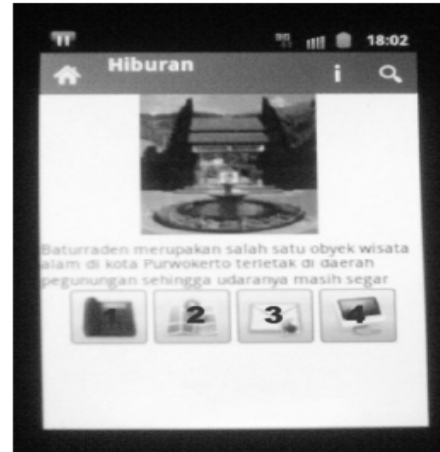 18:02
Hiburan
i
Baturraden merupakan salah satu obyek wisata
alam di kota Purwokerto terletak di daerah
pegunungan sehingga udaranya masih segar
1 2 3 4